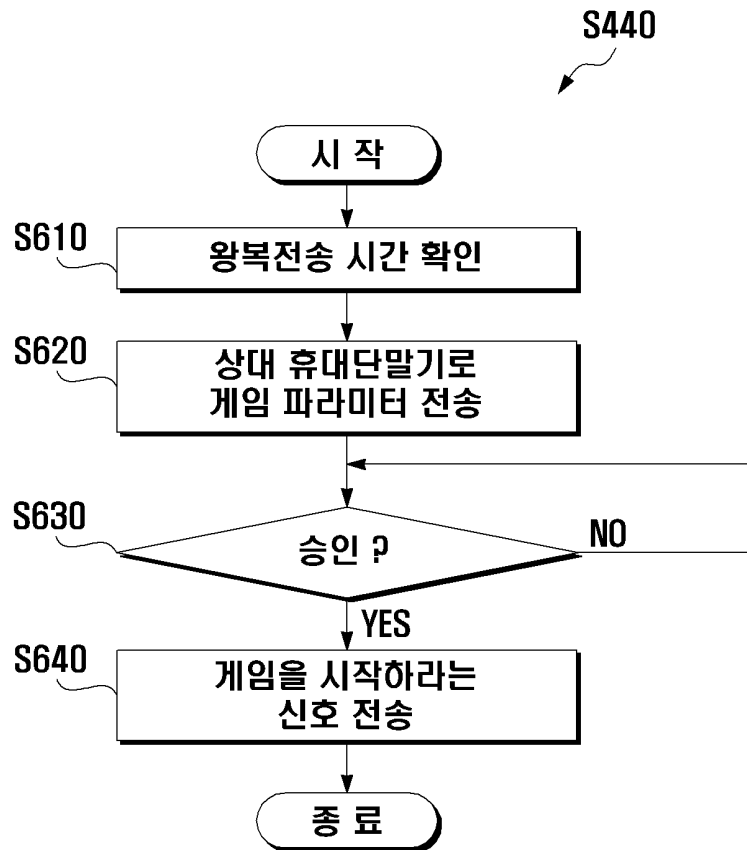 S440
시 작
S610
왕복전송 시간 확인
S620
상대 휴대단말기로
게임 파라미터 전송
S630
승인 ?
NO
YES
S640
게임을 시작하라는
신호 전송
종 료